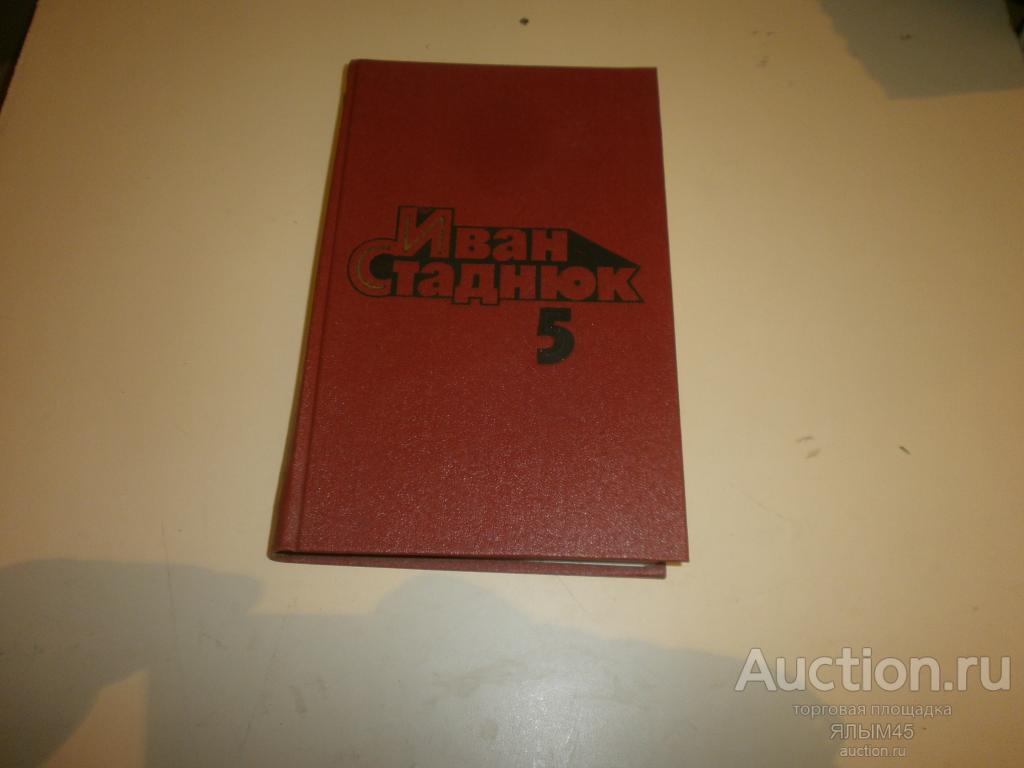 Иван
Стаднюк
5
Auction.ru
торговая площадка
ЯЛЫМ45
auction.ru